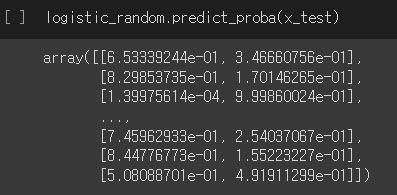 [ ] logistic_random.predict_proba(x_test)
array([[6.53339244e-01, 3.46660756e-01],
[8.29853735e-01, 1.70146265e-01],
[1.39975614e-04, 9.99860024e-01],
...,
[7.45962933e-01, 2.54037067e-01],
[8.44776773e-01, 1.55223227e-01],
[5.08088701e-01, 4.91911299e-01]])